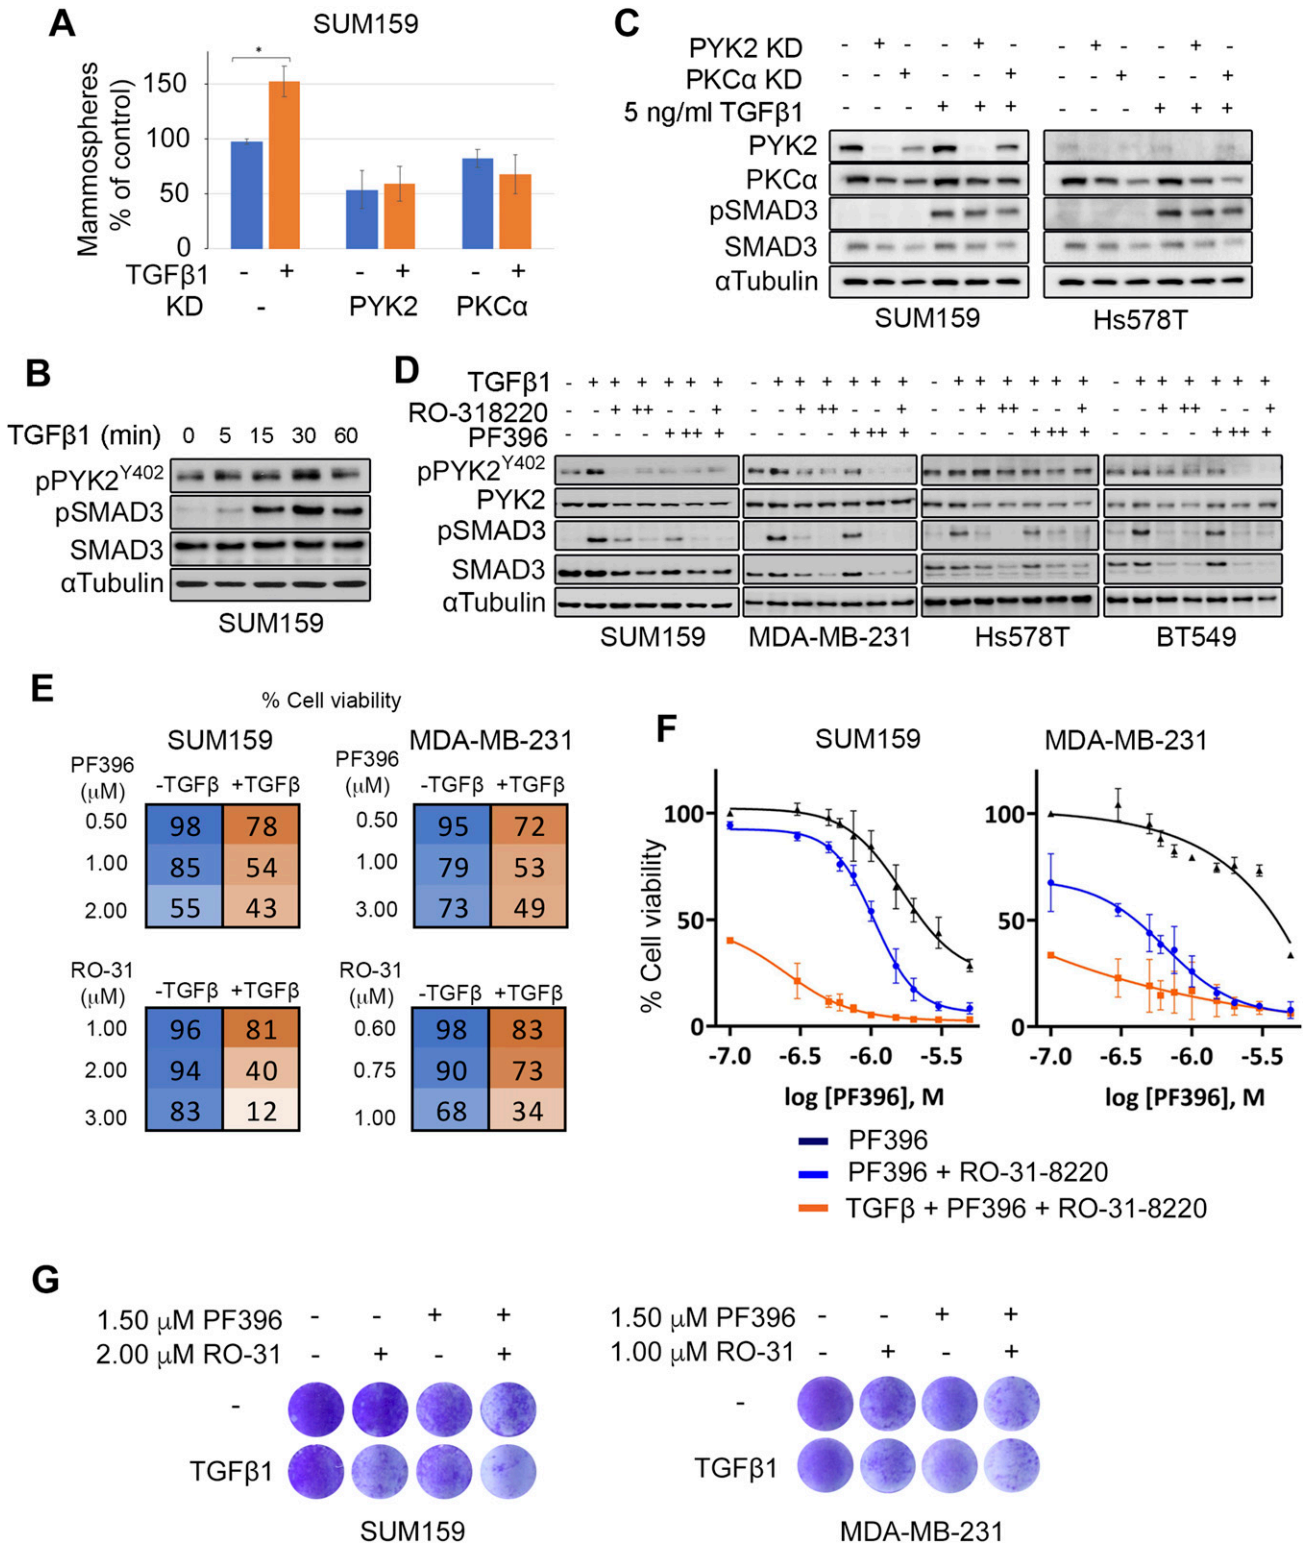 A
SUM159
Mammospheres
% of control)
150
100
50
0
TGFβ1 - + - + - +
KD - PYK2 PKCα
C
PYK2 KD - + - - + - - + - - + -
PKCα KD - - + - - + - - + - - +
5 ng/ml TGFβ1 - - - + + + - - - + + +
PYK2
PKCα
pSMAD3
SMAD3
αTubulin
SUM159 Hs578T
B
TGFβ1 (min) 0 5 15 30 60
pPYK2Y402
pSMAD3
SMAD3
αTubulin
SUM159
D
TGFβ1 - + + + + + + - + + + + + + - + + + + + + - + + + + + +
RO-318220 - - + ++ - - + - - + ++ - - + - - + ++ - - + - - + ++ - - +
PF396 - - - - + ++ + - - - - + ++ + - - - - + ++ + - - - - + ++ +
pPYK2Y402
PYK2
pSMAD3
SMAD3
αTubulin
SUM159 MDA-MB-231 Hs578T BT549
E
% Cell viability
SUM159 MDA-MB-231
PF396 (μM) -TGFβ +TGFβ PF396 (μM) -TGFβ +TGFβ
0.50 98 78 0.50 95 72
1.00 85 54 1.00 79 53
2.00 55 43 3.00 73 49
RO-31 (μM) -TGFβ +TGFβ RO-31 (μM) -TGFβ +TGFβ
1.00 96 81 0.60 98 83
2.00 94 40 0.75 90 73
3.00 83 12 1.00 68 34
F
SUM159 MDA-MB-231
% Cell viability
100 100
50 50
0 0
-7.0 -6.5 -6.0 -5.5 -7.0 -6.5 -6.0 -5.5
log [PF396], M log [PF396], M
PF396
PF396 + RO-31-8220
TGFβ + PF396 + RO-31-8220
G
1.50 μM PF396 - - + + 1.50 μM PF396 - - + +
2.00 μM RO-31 - + - + 1.00 μM RO-31 - + - +
- -
TGFβ1 TGFβ1
SUM159 MDA-MB-231